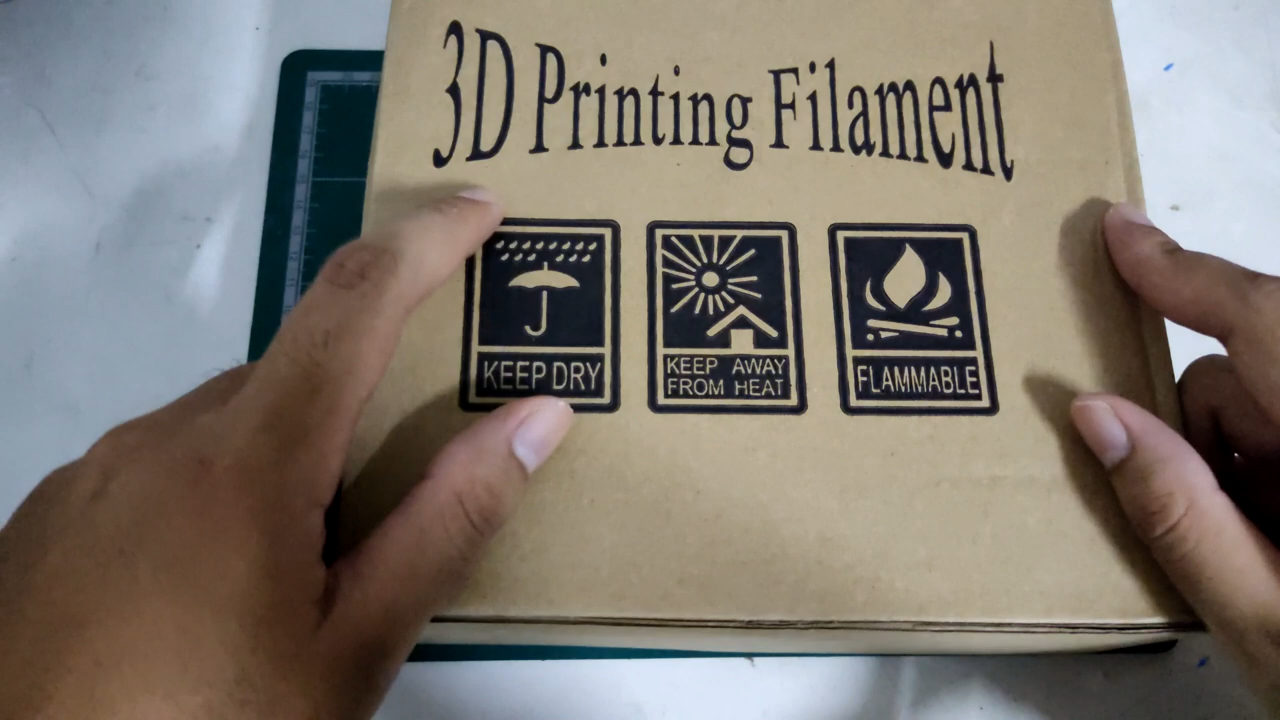 3D Printing Filament
KEEP DRY
KEEP AWAY
FROM HEAT
FLAMMABLE